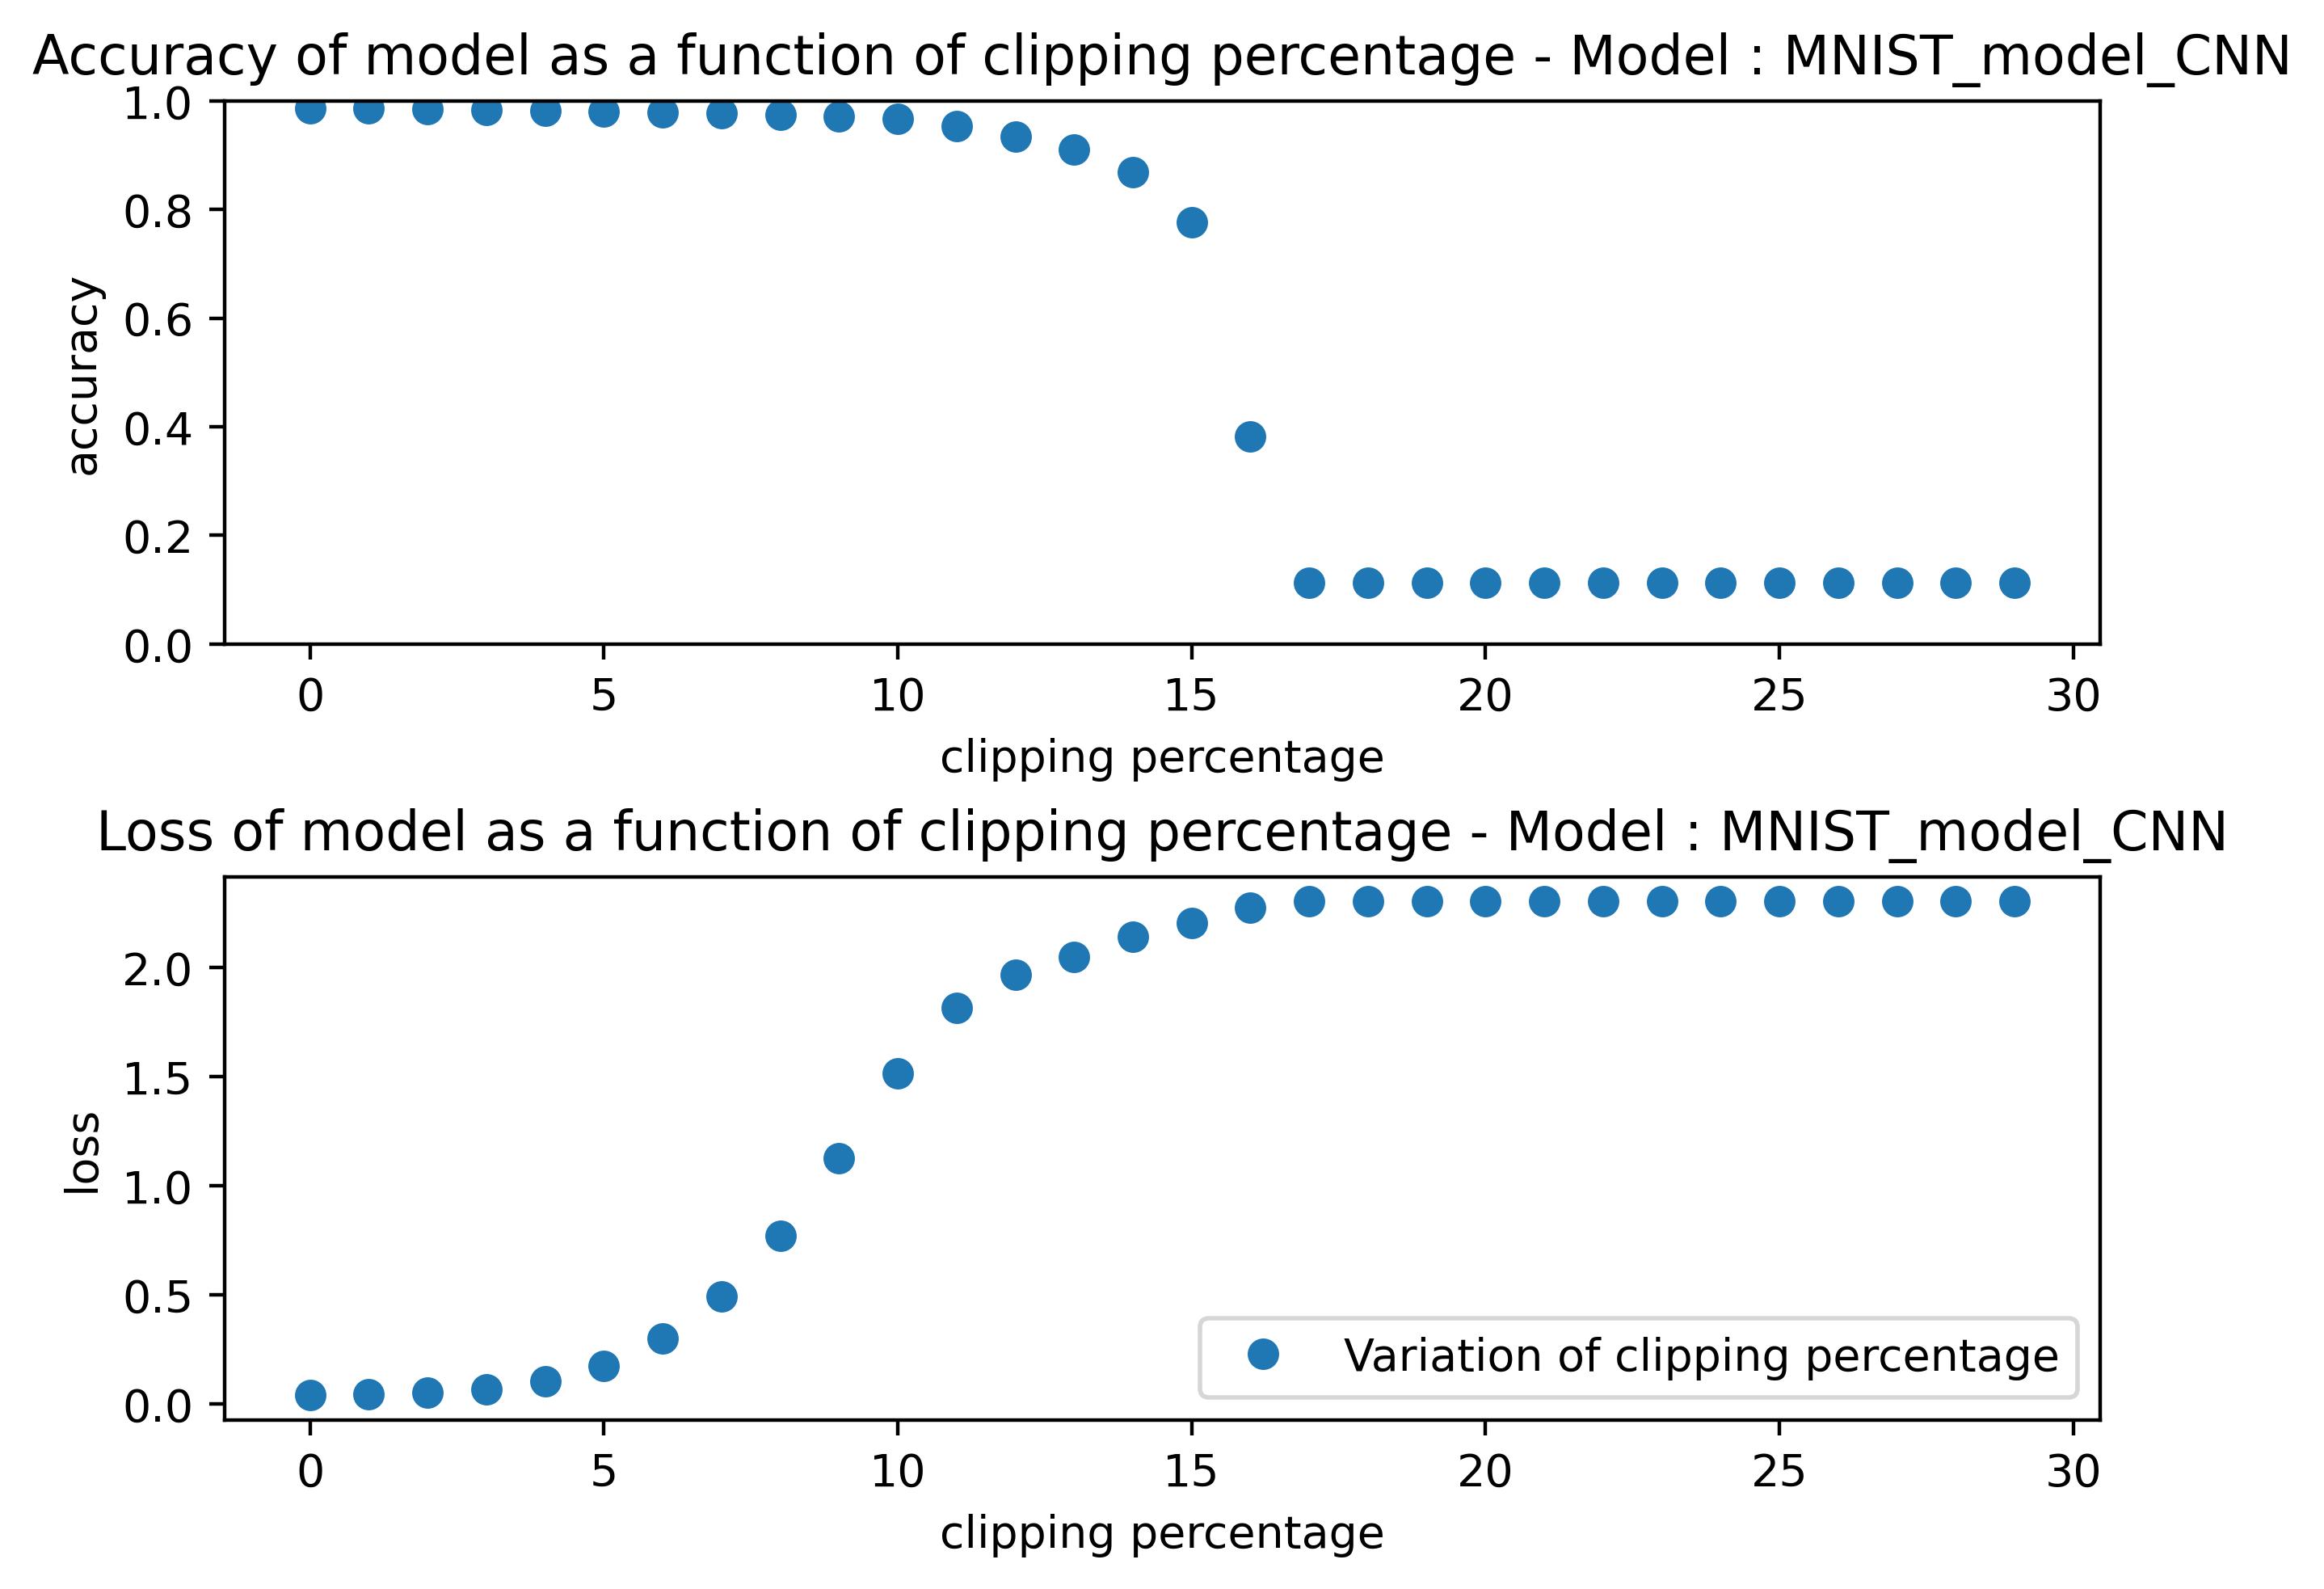 Accuracy of model as a function of clipping percentage - Model : MNIST_model_CNN
1.0
0.8
0.6
0.4
0.2
0.0
accuracy
0 5 10 15 20 25 30
clipping percentage
Loss of model as a function of clipping percentage - Model : MNIST_model_CNN
2.0
1.5
1.0
0.5
0.0
loss
Variation of clipping percentage
0 5 10 15 20 25 30
clipping percentage